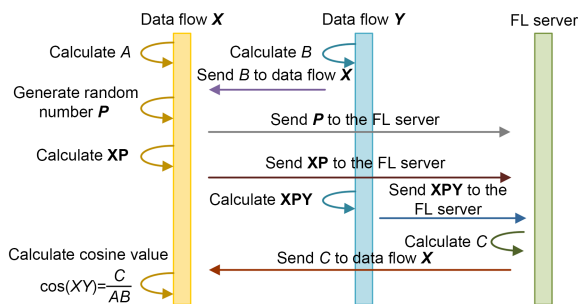 Data flow X
Data flow Y
FL server
Calculate A
Calculate B
Send B to data flow X
Generate random
number P
Send P to the FL server
Calculate XP
Send XP to the FL server
Calculate XPY
Send XPY to the
FL server
Calculate C
Send C to data flow X
Calculate cosine value
cos(XY)=C/AB